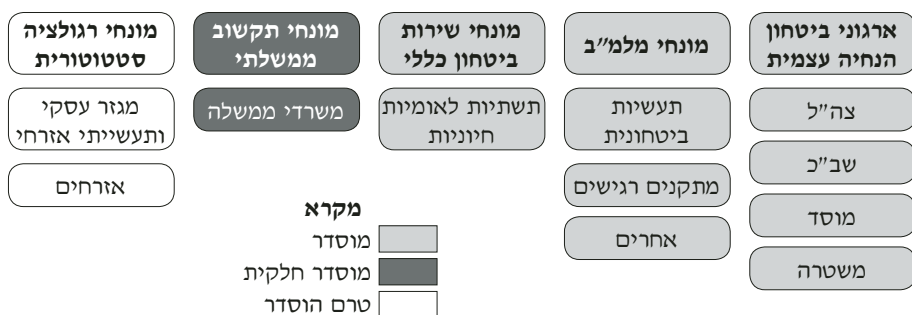 ארגוני ביטחון
הנחיה עצמית
צה"ל
שב"כ
מוסד
משטרה
מונחי מלמ"ב
תעשיות
ביטחונית
מתקנים רגישים
אחרים
מונחי שירות
ביטחון כללי
תשתיות לאומיות
חיוניות
מונחי תקשוב
ממשלתי
משרדי ממשלה
מונחי רגולציה
סטטוטורית
מגזר עסקי
ותעשייתי אזרחי
אזרחים
מקרא
מוסדר
מוסדר חלקית
טרם הוסדר